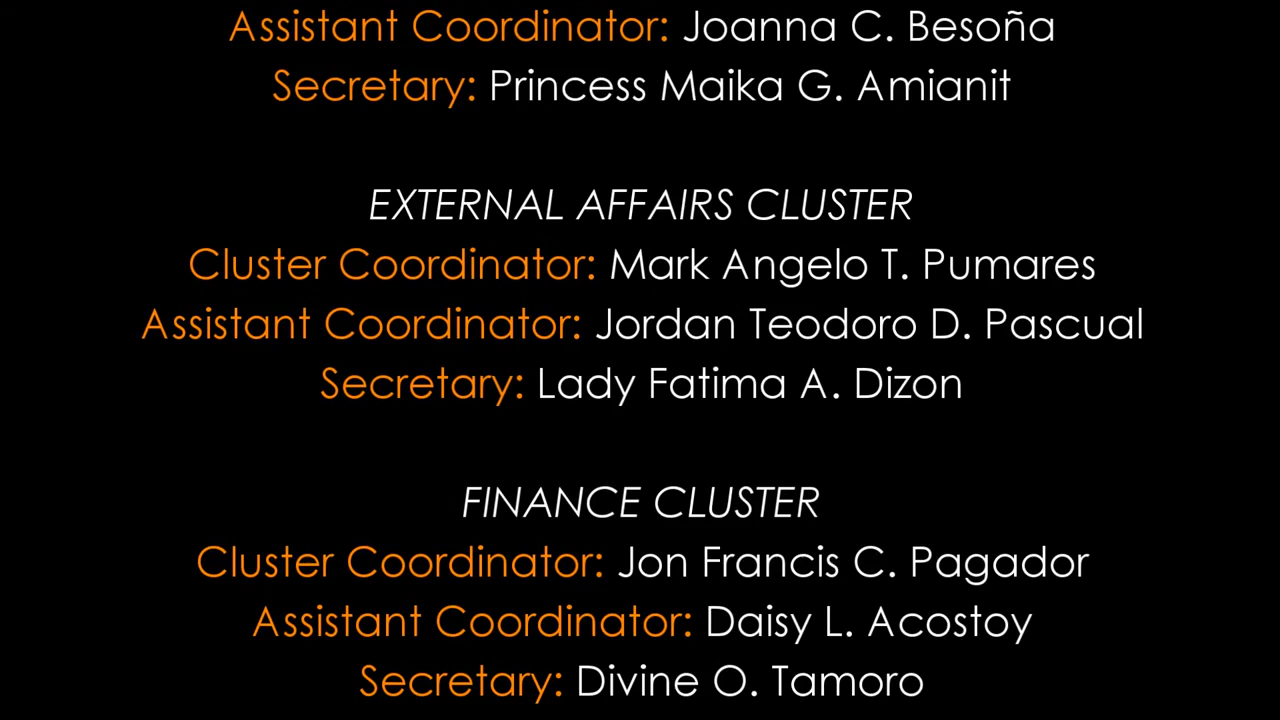 Assistant Coordinator: Joanna C. Besoña
Secretary: Princess Maika G. Amianit
EXTERNAL AFFAIRS CLUSTER
Cluster Coordinator: Mark Angelo T. Pumares
Assistant Coordinator: Jordan Teodoro D. Pascual
Secretary: Lady Fatima A. Dizon
FINANCE CLUSTER
Cluster Coordinator: Jon Francis C. Pagador
Assistant Coordinator: Daisy L. Acostoy
Secretary: Divine O. Tamoro